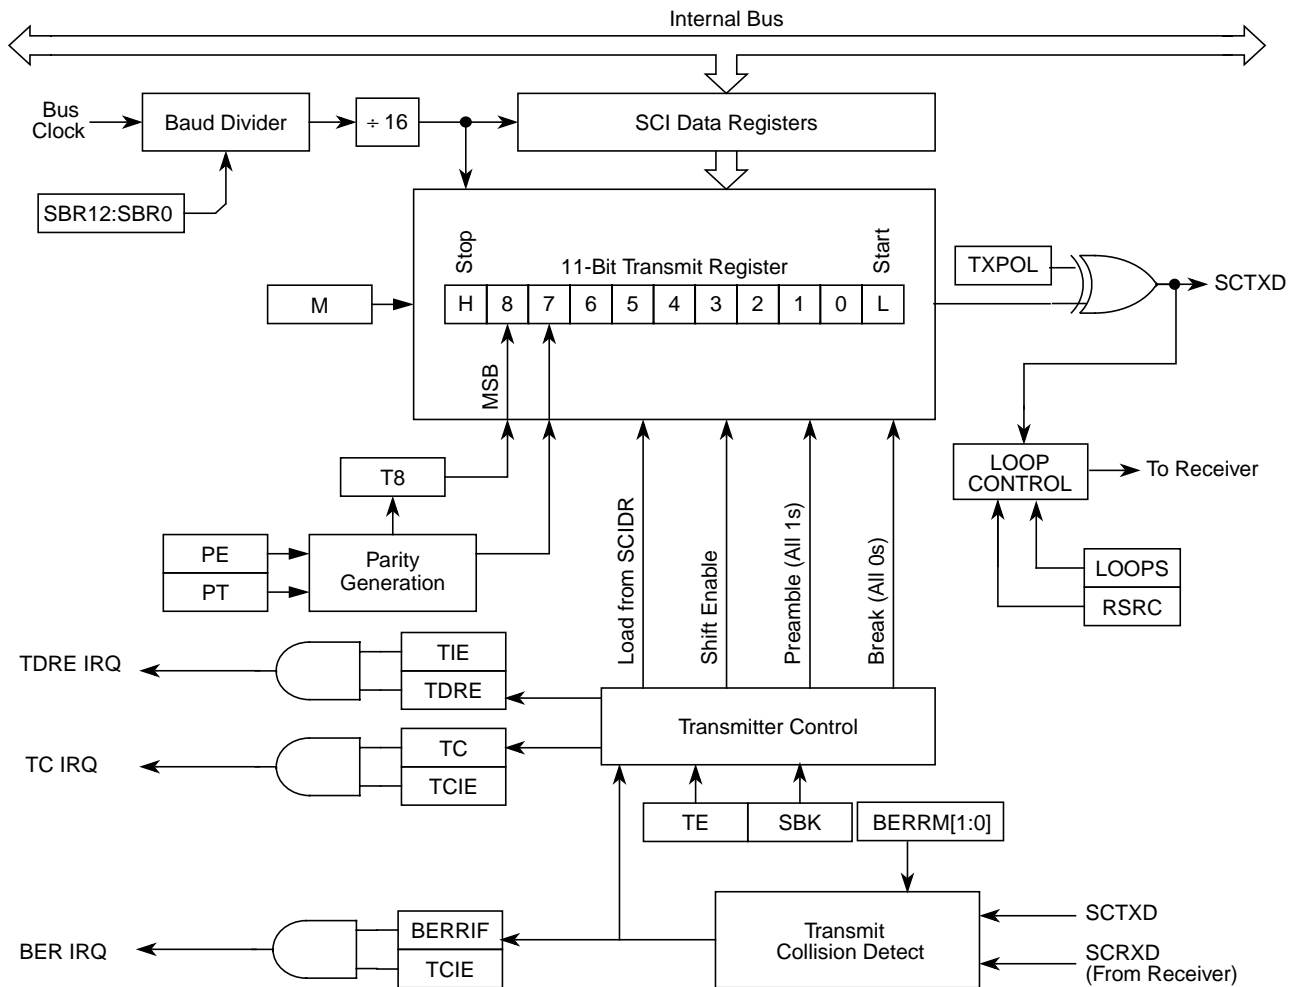 Internal Bus
Bus
Clock
Baud Divider
÷ 16
SCI Data Registers
SBR12:SBR0
Stop
11-Bit Transmit Register
Start
TXPOL
SCTXD
M
H 8 7 6 5 4 3 2 1 0 L
MSB
T8
LOOP
CONTROL
To Receiver
PE
PT
Parity
Generation
Load from SCIDR
Shift Enable
Preamble (All 1s)
Break (All 0s)
LOOPS
RSRC
TDRE IRQ
TIE
TDRE
Transmitter Control
TC IRQ
TC
TCIE
TE
SBK
BERRM[1:0]
BER IRQ
BERRIF
TCIE
Transmit
Collision Detect
SCTXD
SCRXD
(From Receiver)